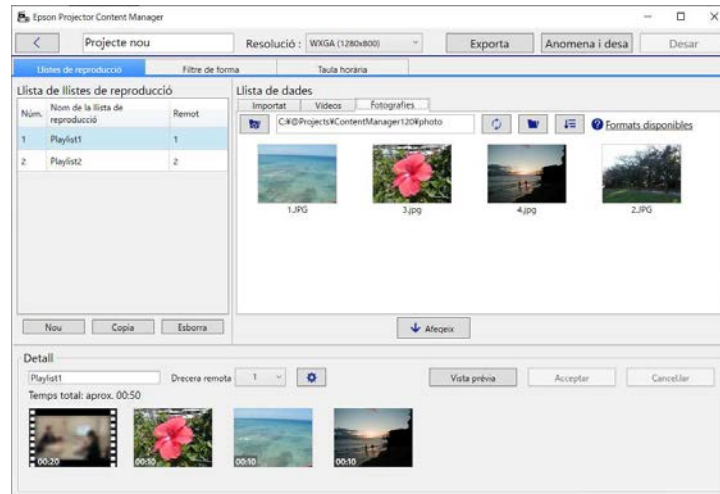 Epson Projector Content Manager
Projecte nou
Resolució :
WXGA (1280x800)
Exporta
Anomena i desa
Desar
Llistes de reproducció
Filtre de forma
Taula horària
Llista de llistes de reproducció
Núm.
Nom de la llista de
reproducció
Remot
1
Playlist1
1
2
Playlist2
2
Nou
Copia
Esborra
Llista de dades
Importat
Vídeos
Fotografies
C:¥@Projects¥ContentManager120¥photo
Formats disponibles
1.JPG
3.jpg
4.jpg
2.JPG
Afegeix
Detall
Playlist1
Drecera remota
1
Vista prèvia
Acceptar
Cancel.lar
Temps total: aprox. 00:50
00:20
00:10
00:10
00:10